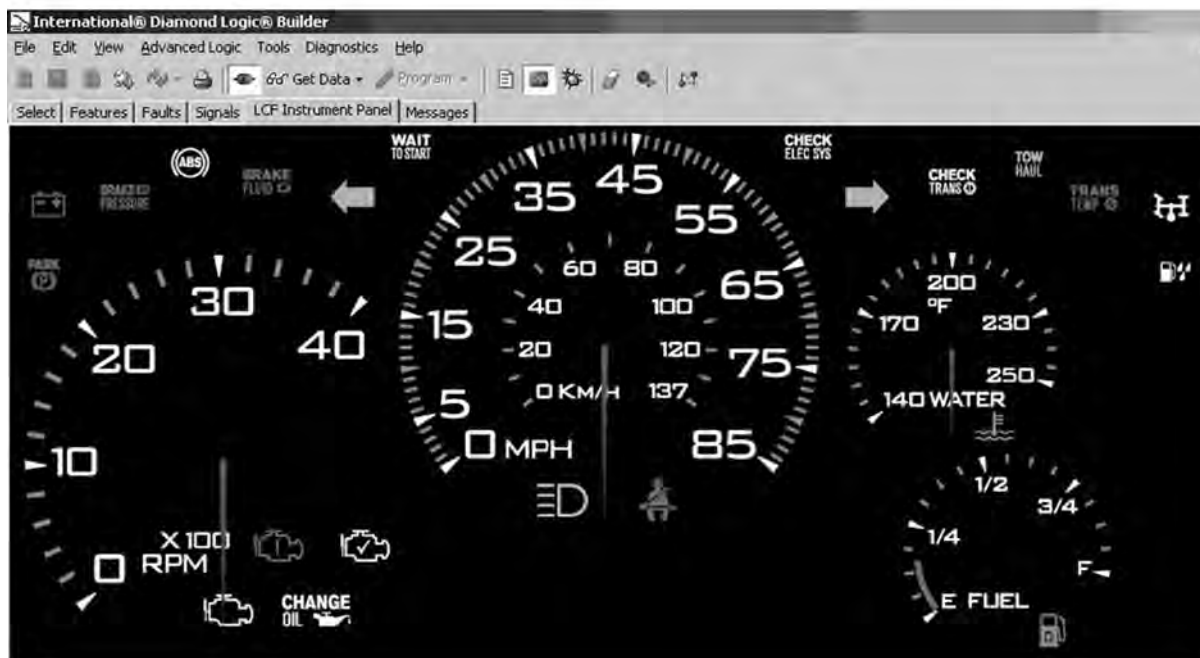 International® Diamond Logic® Builder
File Edit View Advanced Logic Tools Diagnostics Help
Get Data Program
Select Features Faults Signals LCF Instrument Panel Messages
WAIT
TO START
CHECK
ELEC SYS
ABS
BRAKE
FLUID
BRAKE
PRESSURE
CHECK
TRANS
TOW
HAUL
TRANS
TEMP
PARK
P
0
10
20
30
40
X100
RPM
CHANGE
OIL
0 MPH
5
15
25
35
45
55
65
75
85
0 KM/H
20
40
60
80
100
120
137
140 WATER
170
200
°F
230
250
E FUEL
1/4
1/2
3/4
F